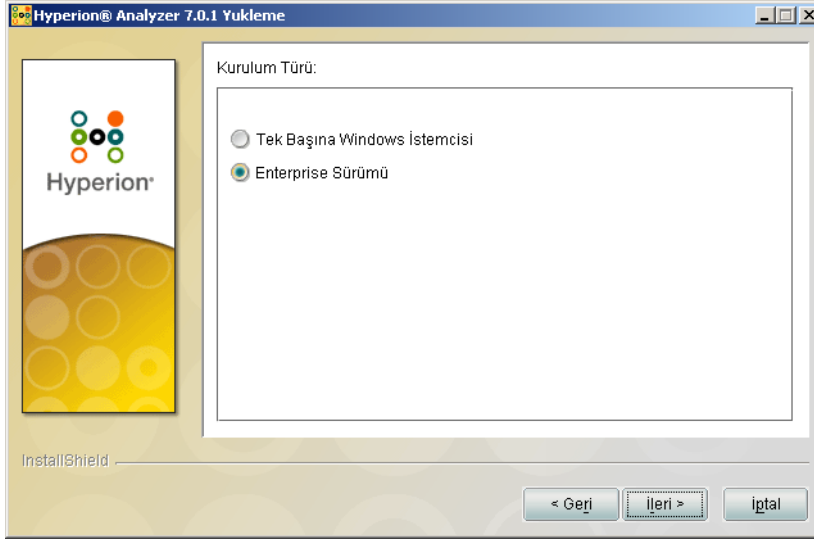 Hyperion® Analyzer 7.0.1 Yukleme
Kurulum Türü:
Tek Başına Windows İstemcisi
Enterprise Sürümü
Hyperion
InstallShield
< Geri
İleri >
İptal